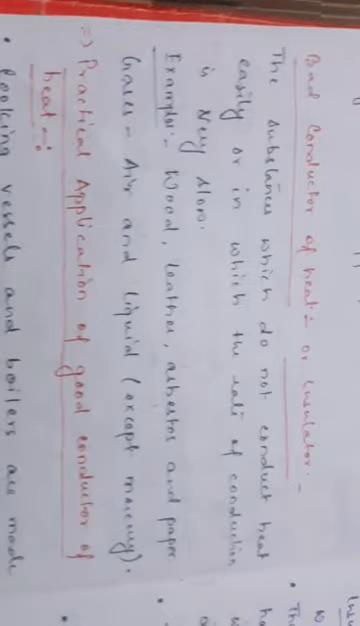 Bad Conductor of heat :- or Insulator :-
The substances which do not conduct heat
easily or in which the rate of conduction
is very slow.
Examples :- Wood, leather, asbestos and paper
Gases - Air and liquid (except mercury).
=> Practical Application of good conductor of
heat -:
• Cooking vessels and boilers are made